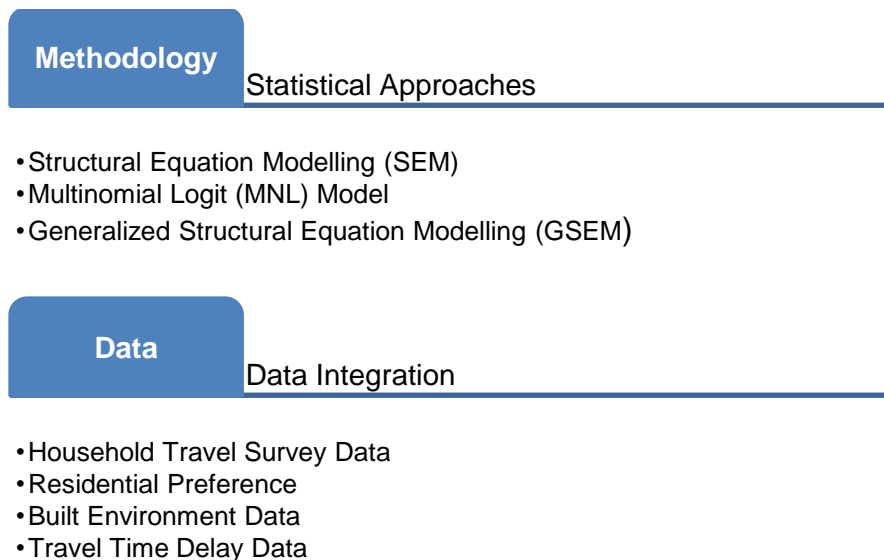 Methodology
Statistical Approaches
•Structural Equation Modelling (SEM)
•Multinomial Logit (MNL) Model
•Generalized Structural Equation Modelling (GSEM)
Data
Data Integration
•Household Travel Survey Data
•Residential Preference
•Built Environment Data
•Travel Time Delay Data